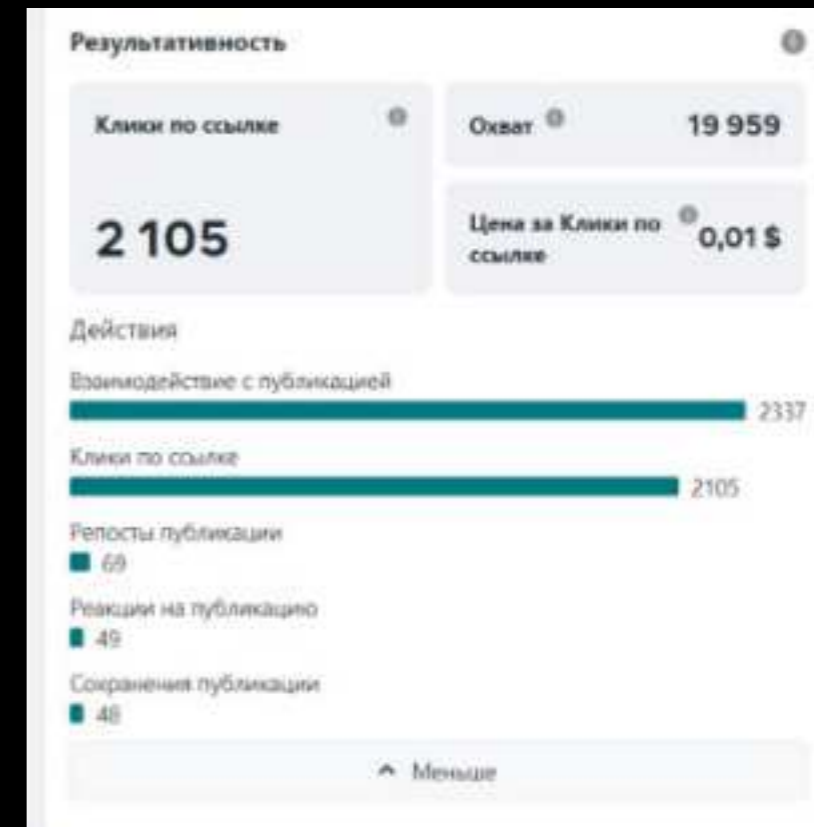 Результативность
Клики по ссылке
2 105
Охват
19 959
Цена за Клики по
ссылке
0,01 $
Действия
Взаимодействие с публикацией
2337
Клики по ссылке
2105
Репосты публикации
69
Реакции на публикацию
49
Сохранения публикации
48
Меньше